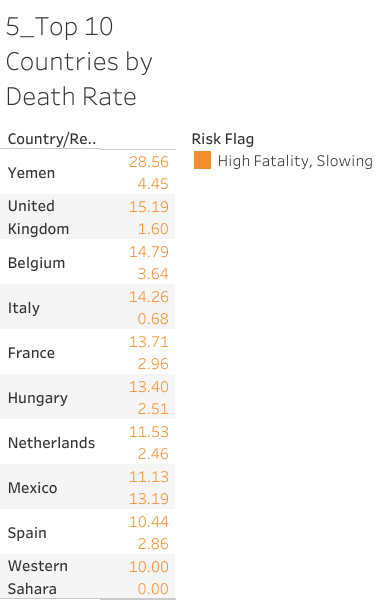 5_Top 10
Countries by
Death Rate
Country/Re..
Risk Flag
High Fatality, Slowing
Yemen
28.56
4.45
United
Kingdom
15.19
1.60
Belgium
14.79
3.64
Italy
14.26
0.68
France
13.71
2.96
Hungary
13.40
2.51
Netherlands
11.53
2.46
Mexico
11.13
13.19
Spain
10.44
2.86
Western
Sahara
10.00
0.00